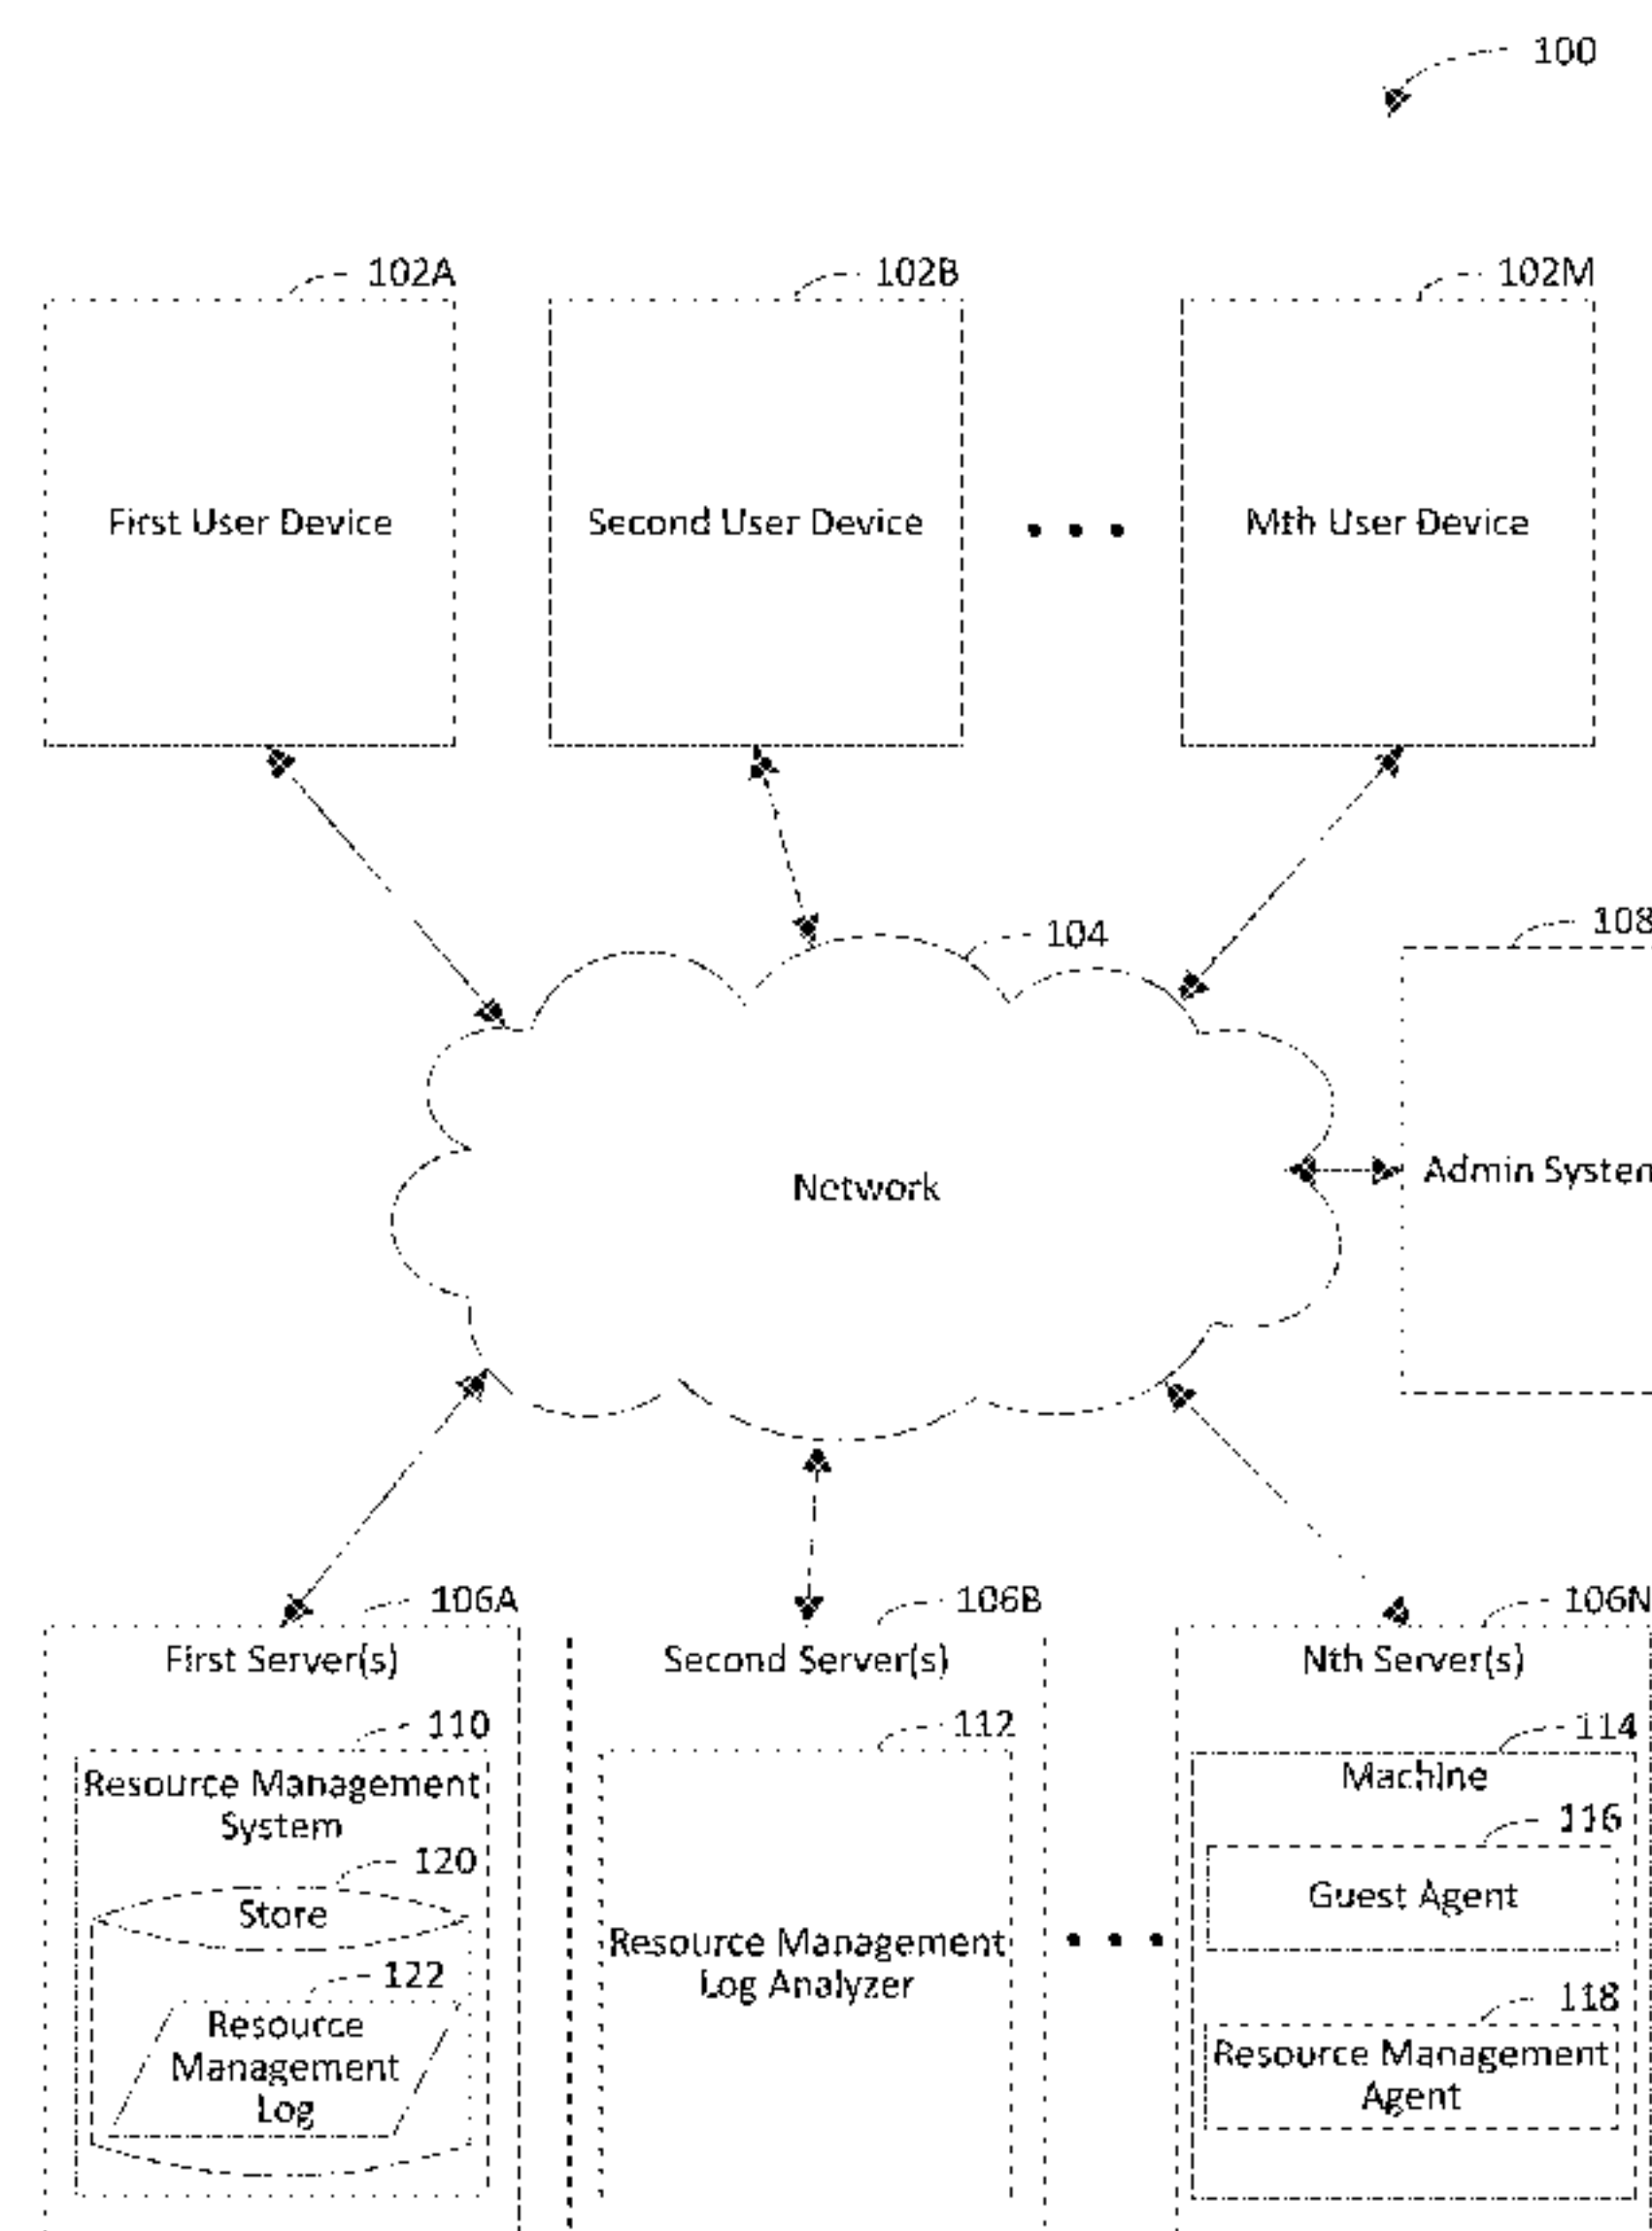 100
102A
102B
102M
First User Device
Second User Device
Mth User Device
104
108
Network
Admin System
106A
106B
106N
First Server(s)
Second Server(s)
Nth Server(s)
110
112
114
Resource Management
System
Machine
116
120
Guest Agent
Store
Resource Management
Log Analyzer
122
118
Resource
Management
Log
Resource Management
Agent